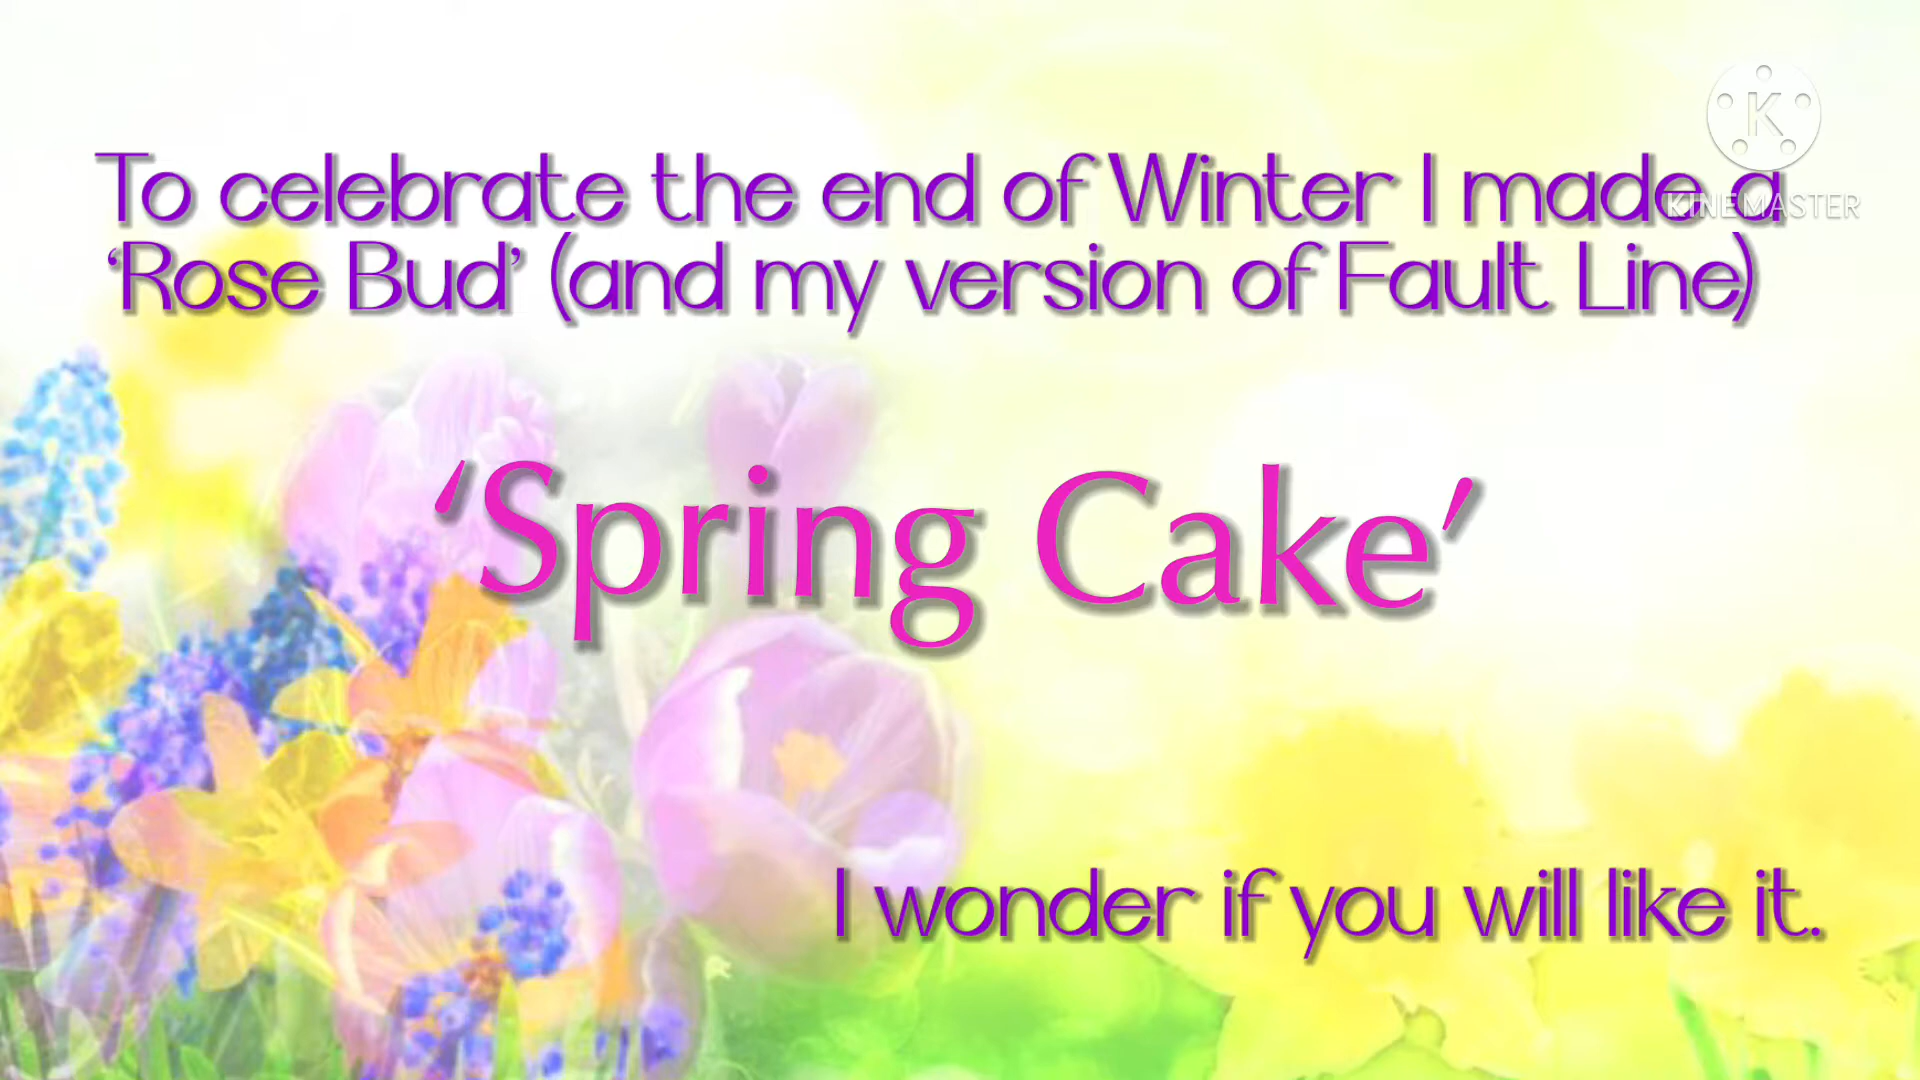 To celebrate the end of Winter I made a
‘Rose Bud’ (and my version of Fault Line)
‘Spring Cake’
I wonder if you will like it.
K
KINEMASTER